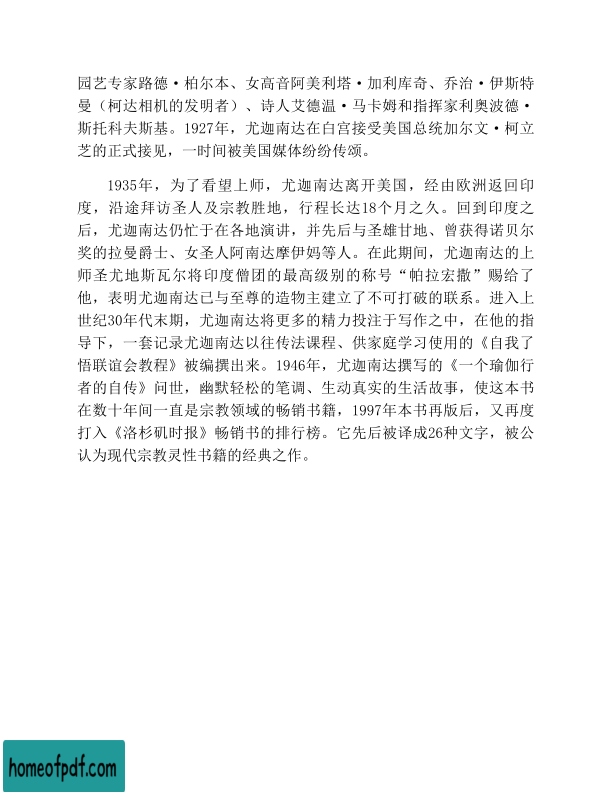 园艺专家路德·柏尔本、女高音阿美利塔·加利库奇、乔治·伊斯特
曼（柯达相机的发明者）、诗人艾德温·马卡姆和指挥家利奥波德·
斯托科夫斯基。1927年，尤迦南达在白宫接受美国总统加尔文·柯立
芝的正式接见，一时间被美国媒体纷纷传颂。
1935年，为了看望上师，尤迦南达离开美国，经由欧洲返回印
度，沿途拜访圣人及宗教胜地，行程长达18个月之久。回到印度之
后，尤迦南达仍忙于在各地演讲，并先后与圣雄甘地、曾获得诺贝尔
奖的拉曼爵士、女圣人阿南达摩伊妈等人。在此期间，尤迦南达的上
师圣尤地斯瓦尔将印度僧团的最高级别的称号“帕拉宏撒”赐给了
他，表明尤迦南达已与至尊的造物主建立了不可打破的联系。进入上
世纪30年代末期，尤迦南达将更多的精力投注于写作之中，在他的指
导下，一套记录尤迦南达以往传法课程、供家庭学习使用的《自我了
悟联谊会教程》被编撰出来。1946年，尤迦南达撰写的《一个瑜伽行
者的自传》问世，幽默轻松的笔调、生动真实的生活故事，使这本书
在数十年间一直是宗教领域的畅销书籍，1997年本书再版后，又再度
打入《洛杉矶时报》畅销书的排行榜。它先后被译成26种文字，被公
认为现代宗教灵性书籍的经典之作。
homeofpdf.com